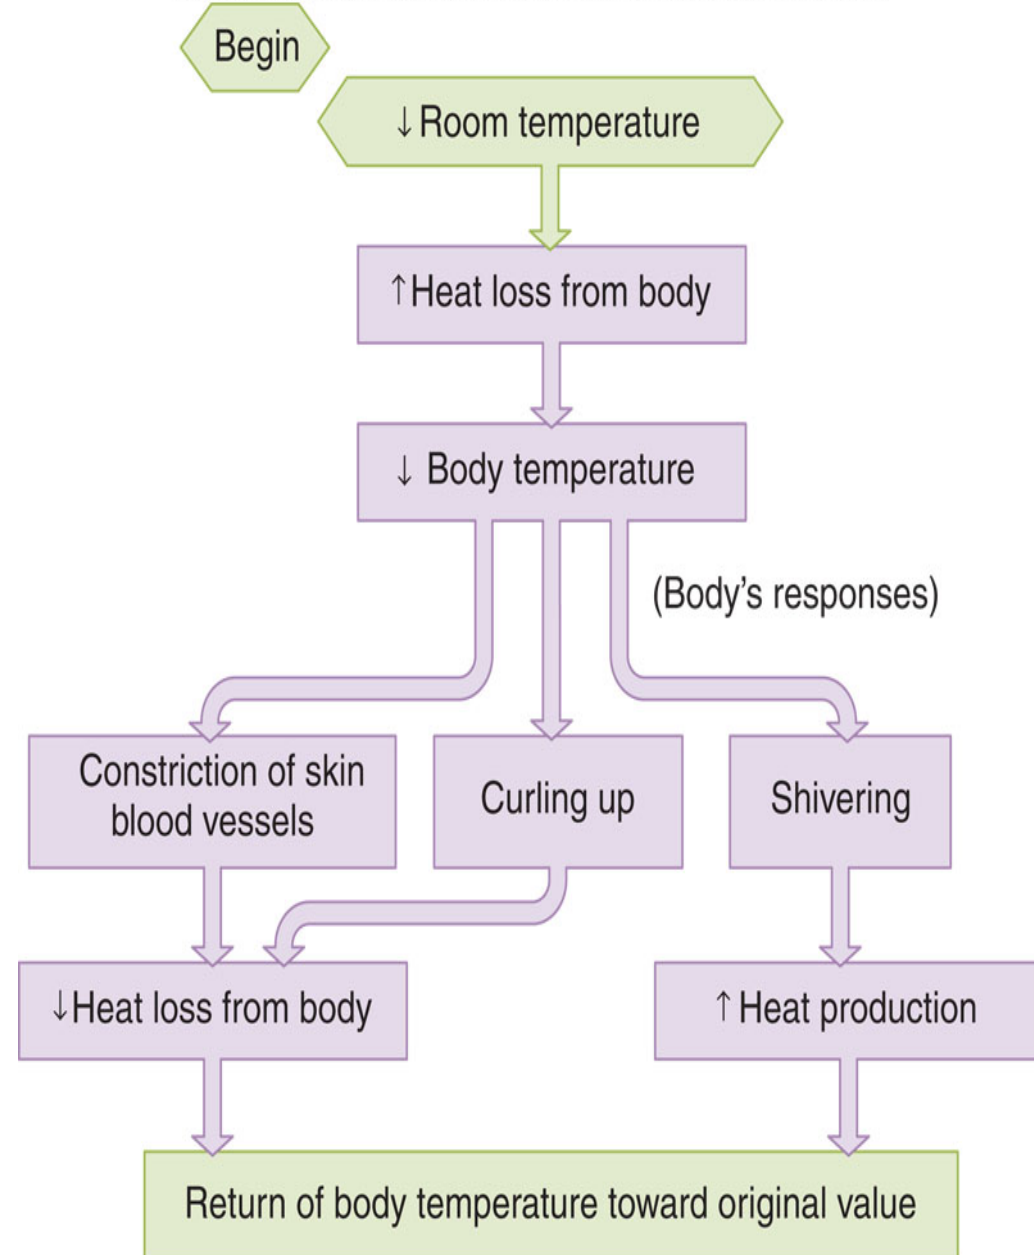 Begin
↓ Room temperature
↑ Heat loss from body
↓ Body temperature
(Body's responses)
Constriction of skin
blood vessels
Curling up
Shivering
↓ Heat loss from body
↑ Heat production
Return of body temperature toward original value